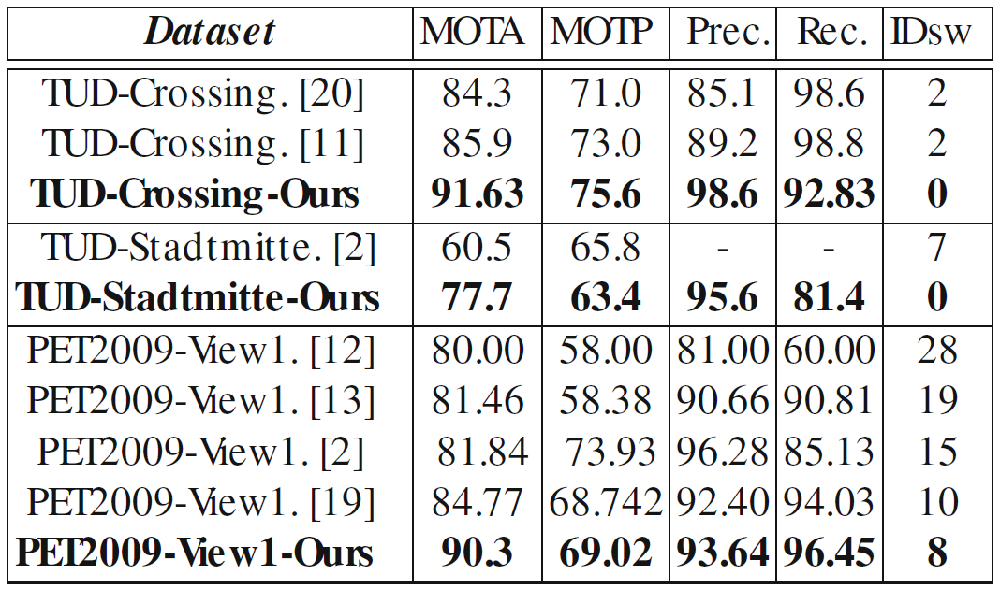 Dataset MOTA MOTP Prec. Rec. IDsw
TUD-Crossing. [20] 84.3 71.0 85.1 98.6 2
TUD-Crossing. [11] 85.9 73.0 89.2 98.8 2
TUD-Crossing-Ours 91.63 75.6 98.6 92.83 0
TUD-Stadtmitte. [2] 60.5 65.8 - - 7
TUD-Stadtmitte-Ours 77.7 63.4 95.6 81.4 0
PET2009-View1. [12] 80.00 58.00 81.00 60.00 28
PET2009-View1. [13] 81.46 58.38 90.66 90.81 19
PET2009-View1. [2] 81.84 73.93 96.28 85.13 15
PET2009-View1. [19] 84.77 68.742 92.40 94.03 10
PET2009-View1-Ours 90.3 69.02 93.64 96.45 8